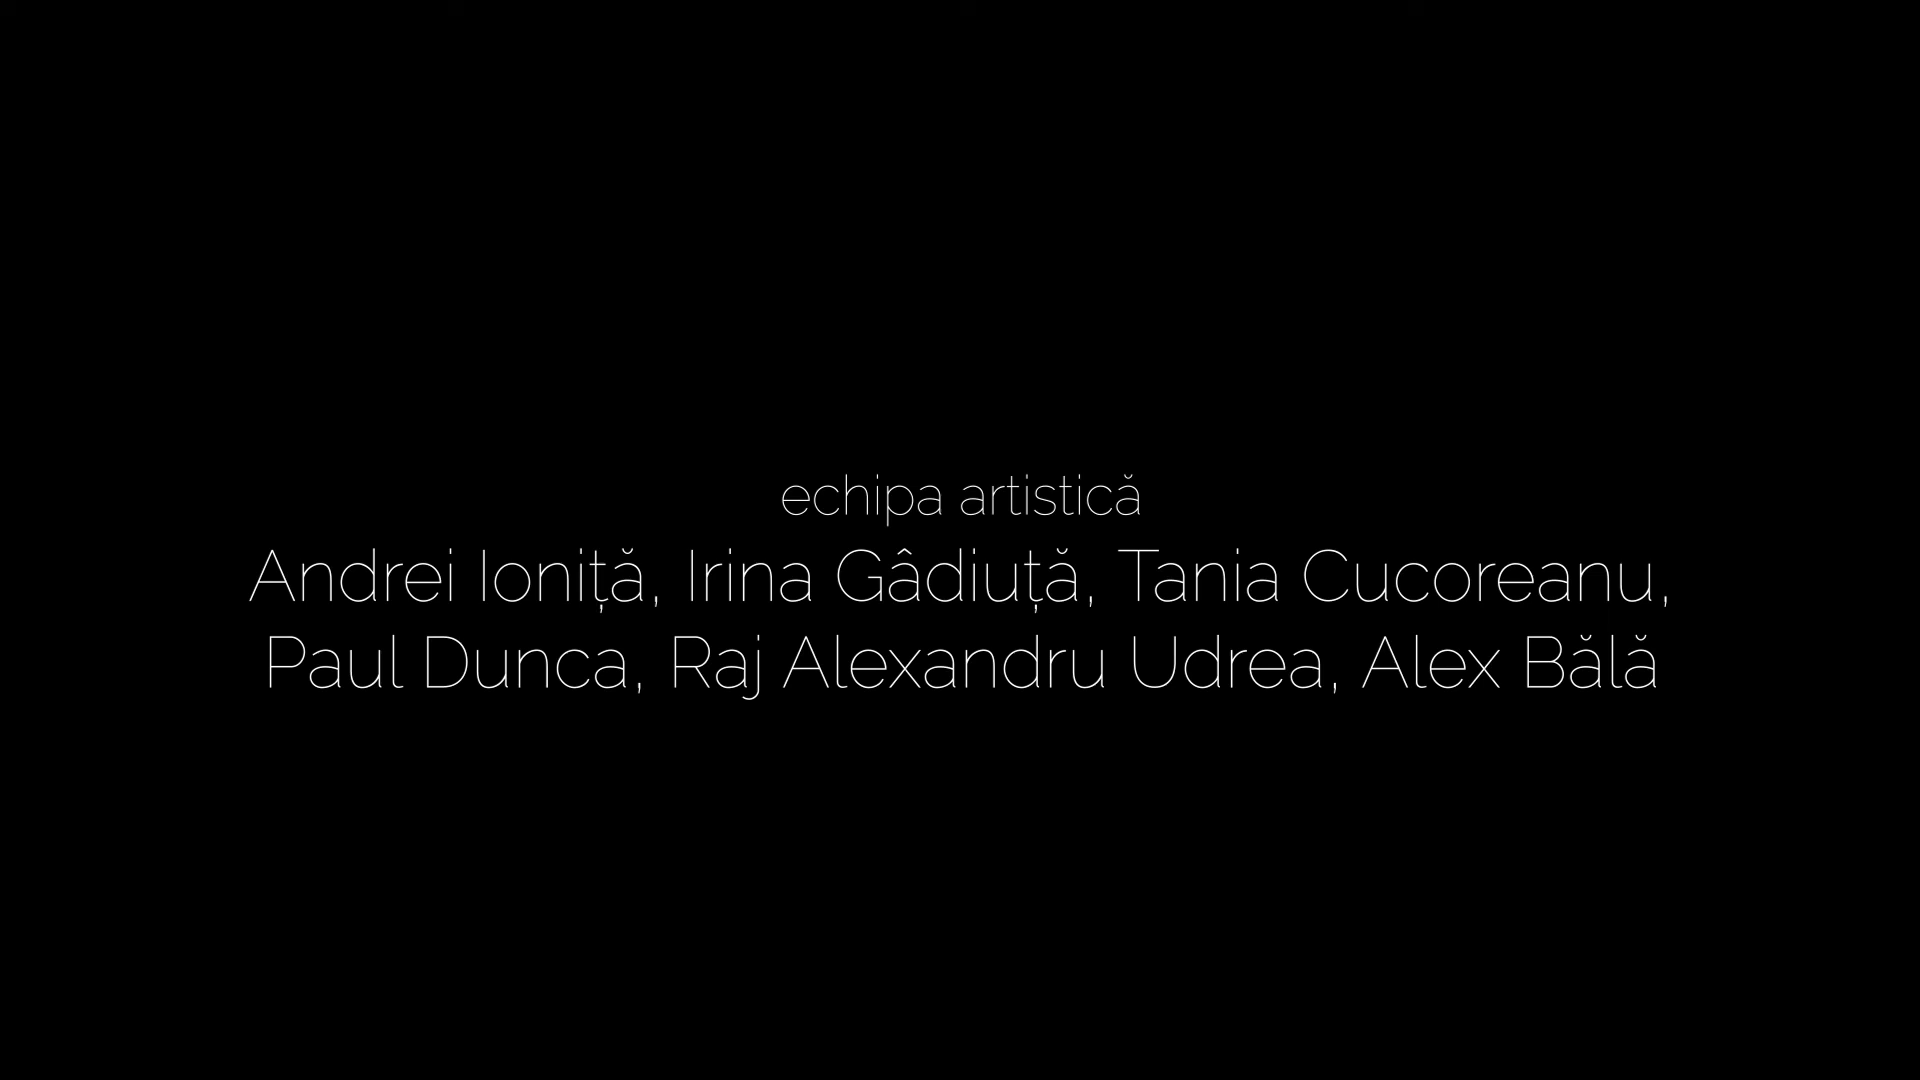 echipa artistică
Andrei Ioniță, Irina Gâdiuță, Tania Cucoreanu,
Paul Dunca, Raj Alexandru Udrea, Alex Bălă